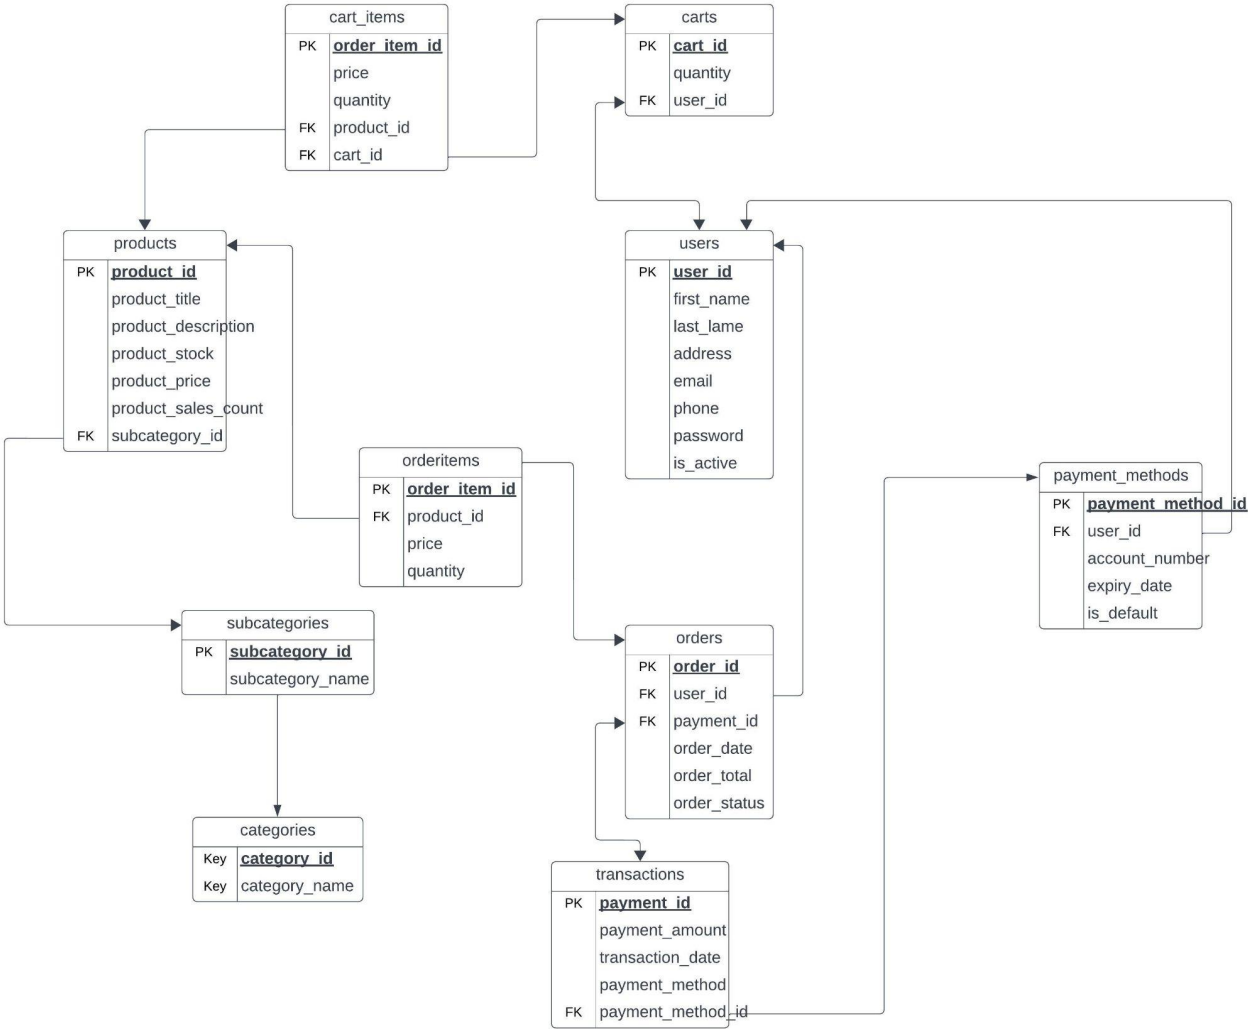 cart_items
PK order_item_id
price
quantity
FK product_id
FK cart_id
carts
PK cart_id
quantity
FK user_id
products
PK product_id
product_title
product_description
product_stock
product_price
product_sales_count
FK subcategory_id
users
PK user_id
first_name
last_lame
address
email
phone
password
is_active
orderitems
PK order_item_id
FK product_id
price
quantity
payment_methods
PK payment_method_id
FK user_id
account_number
expiry_date
is_default
subcategories
PK subcategory_id
subcategory_name
orders
PK order_id
FK user_id
FK payment_id
order_date
order_total
order_status
categories
Key category_id
Key category_name
transactions
PK payment_id
payment_amount
transaction_date
payment_method
FK payment_method_id